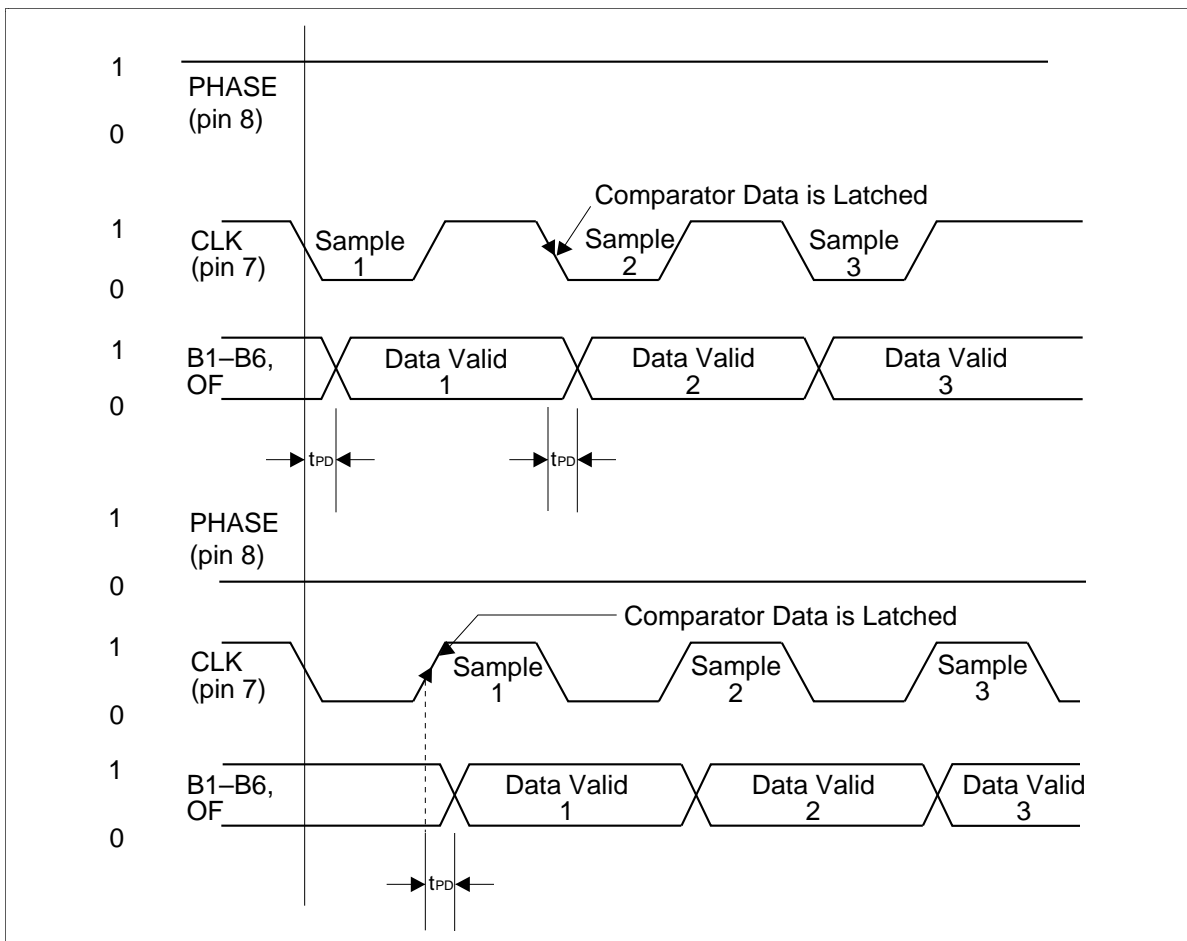 1
PHASE
(pin 8)
0
Comparator Data is Latched
1
CLK
(pin 7)
Sample
1
Sample
2
Sample
3
0
1
B1–B6,
OF
Data Valid
1
Data Valid
2
Data Valid
3
0
tPD
tPD
1
PHASE
(pin 8)
0
Comparator Data is Latched
1
CLK
(pin 7)
Sample
1
Sample
2
Sample
3
0
1
B1–B6,
OF
Data Valid
1
Data Valid
2
Data Valid
3
0
tPD